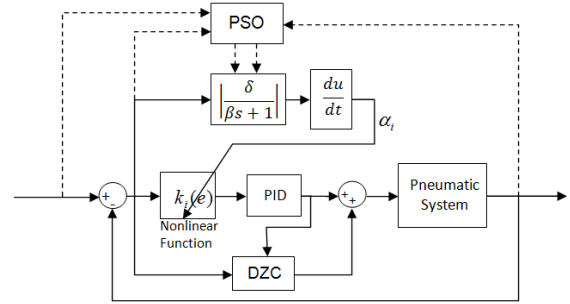 PSO
|δ/(βs + 1)|
du/dt
α_i
+
-
k_i(e)
PID
+
+
Pneumatic
System
Nonlinear
Function
DZC